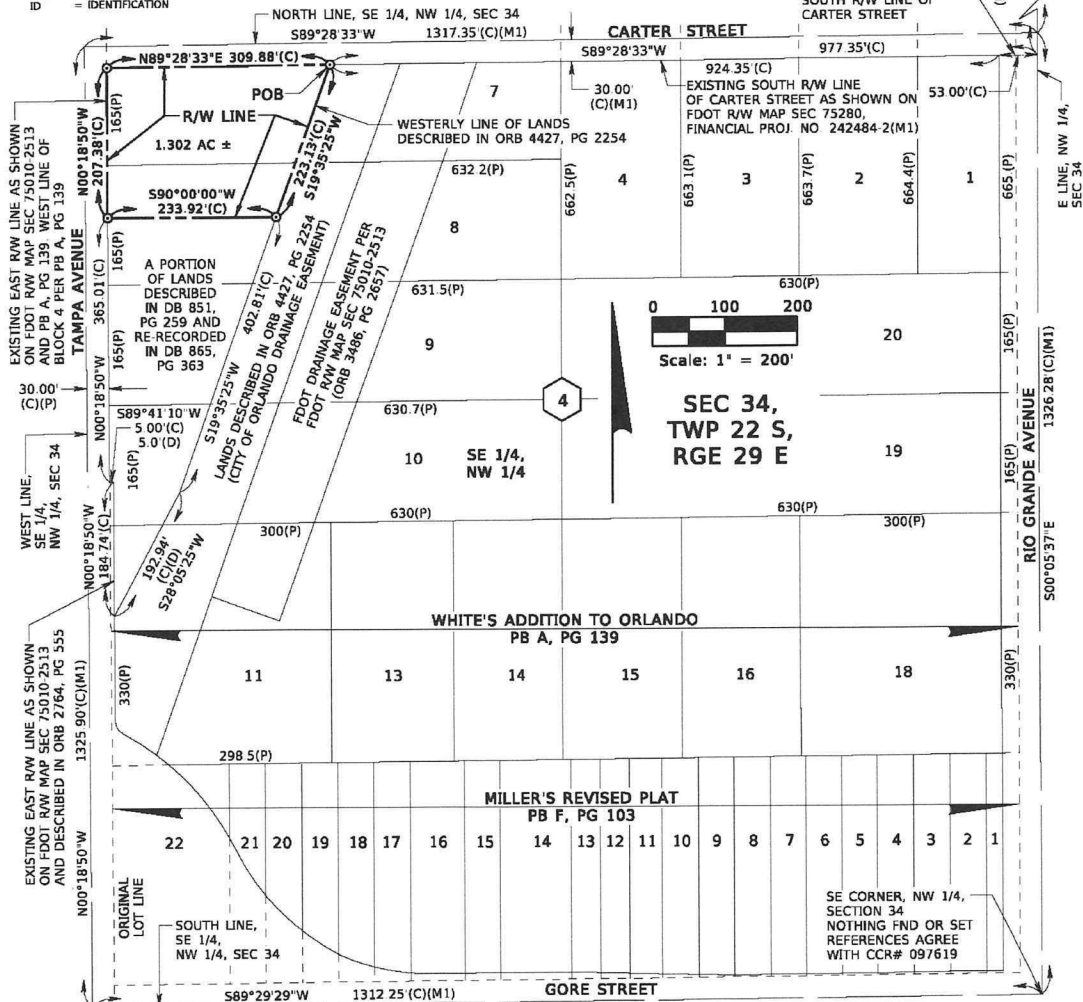 ID = IDENTIFICATION
NORTH LINE, SE 1/4, NW 1/4, SEC 34
S89°28'33"W 1317.35'(C)(M1)
CARTER STREET
SOUTH R/W LINE OF
CARTER STREET
S89°28'33"W
977.35'(C)
924.35'(C)
53.00'(C)
N89°28'33"E 309.88'(C)
POB
R/W LINE
1.302 AC ±
165(P)
N00°18'50"W
207.38'(C)
223.13'(C)
S19°35'25"W
S90°00'00"W
233.92'(C)
WESTERLY LINE OF LANDS
DESCRIBED IN ORB 4427, PG 2254
30.00'
(C)(M1)
EXISTING SOUTH R/W LINE
OF CARTER STREET AS SHOWN ON
FDOT R/W MAP SEC 75280,
FINANCIAL PROJ. NO. 242484-2(M1)
EXISTING EAST R/W LINE AS SHOWN
ON FDOT R/W MAP SEC 75010-2513
AND PB A, PG 139. WEST LINE OF
BLOCK 4 PER PB A, PG 139
TAMPA AVENUE
E LINE, NW 1/4,
SEC 34
7
632.2(P)
662.5(P)
4
663.1(P)
3
663.7(P)
2
664.4(P)
1
665.(P)
8
165(P)
A PORTION
OF LANDS
DESCRIBED
IN DB 851,
PG 259 AND
RE-RECORDED
IN DB 865,
PG 363
365.01'(C)
N00°18'50"W
165(P)
402.81'(C)
S19°35'25"W
LANDS DESCRIBED IN ORB 4427, PG 2254
(CITY OF ORLANDO DRAINAGE EASEMENT)
FDOT DRAINAGE EASEMENT PER
FDOT R/W MAP SEC 75010-2513
(ORB 3486, PG 2657)
631.5(P)
630(P)
9
0 100 200
Scale: 1" = 200'
20
165(P)
30.00'
(C)(P)
S89°41'10"W
5.00'(C)
5.0'(D)
165(P)
630.7(P)
4
SEC 34,
TWP 22 S,
RGE 29 E
10
SE 1/4,
NW 1/4
19
165(P)
RIO GRANDE AVENUE
1326.28'(C)(M1)
S00°05'37"E
WEST LINE,
SE 1/4,
NW 1/4, SEC 34
N00°18'50"W
184.74'(C)
192.94'
(C)(D)
S28°05'25"W
300(P)
630(P)
630(P)
300(P)
WHITE'S ADDITION TO ORLANDO
PB A, PG 139
EXISTING EAST R/W LINE AS SHOWN
ON FDOT R/W MAP SEC 75010-2513
AND DESCRIBED IN ORB 2764, PG 555
1325.90'(C)(M1)
N00°18'50"W
330(P)
11
13
14
15
16
18
330(P)
298.5(P)
MILLER'S REVISED PLAT
PB F, PG 103
22
21
20
19
18
17
16
15
14
13
12
11
10
9
8
7
6
5
4
3
2
1
ORIGINAL
LOT LINE
SOUTH LINE,
SE 1/4,
NW 1/4, SEC 34
SE CORNER, NW 1/4,
SECTION 34
NOTHING FND OR SET
REFERENCES AGREE
WITH CCR# 097619
S89°29'29"W 1312.25'(C)(M1)
GORE STREET